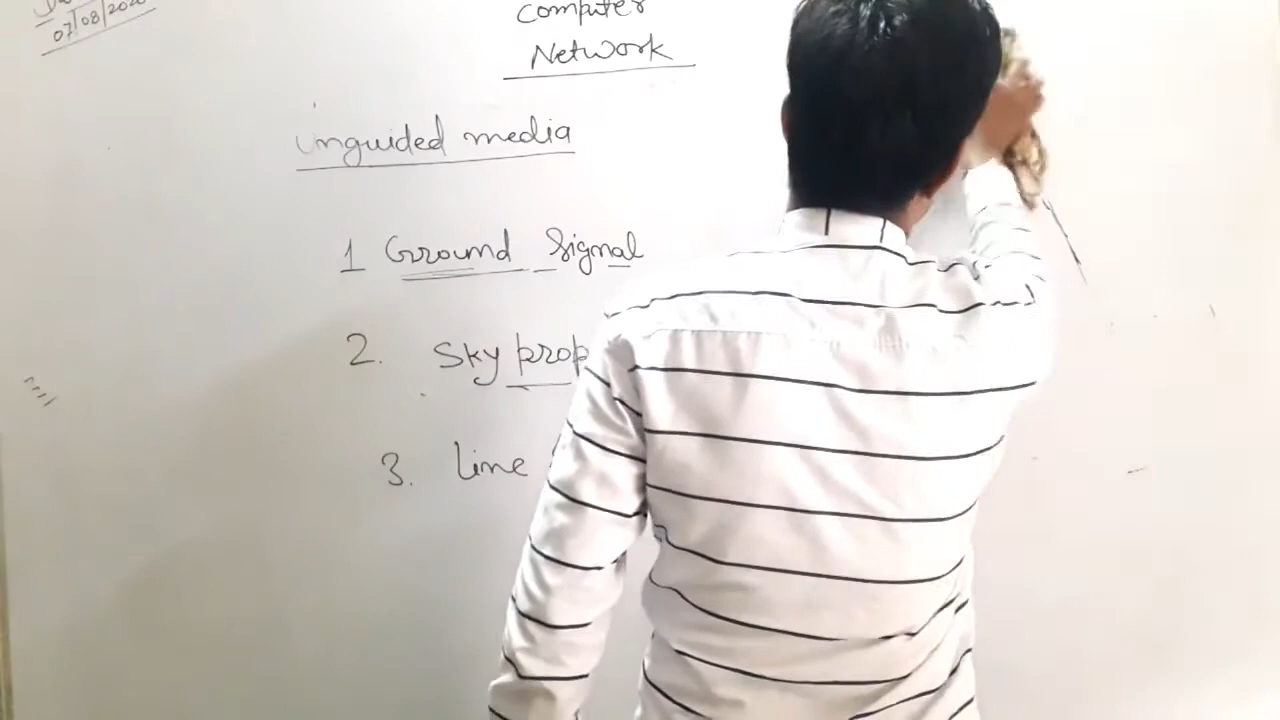 07/08/2020
Computer
Network
Unguided media
1 Ground Signal
2. Sky prop
3. line